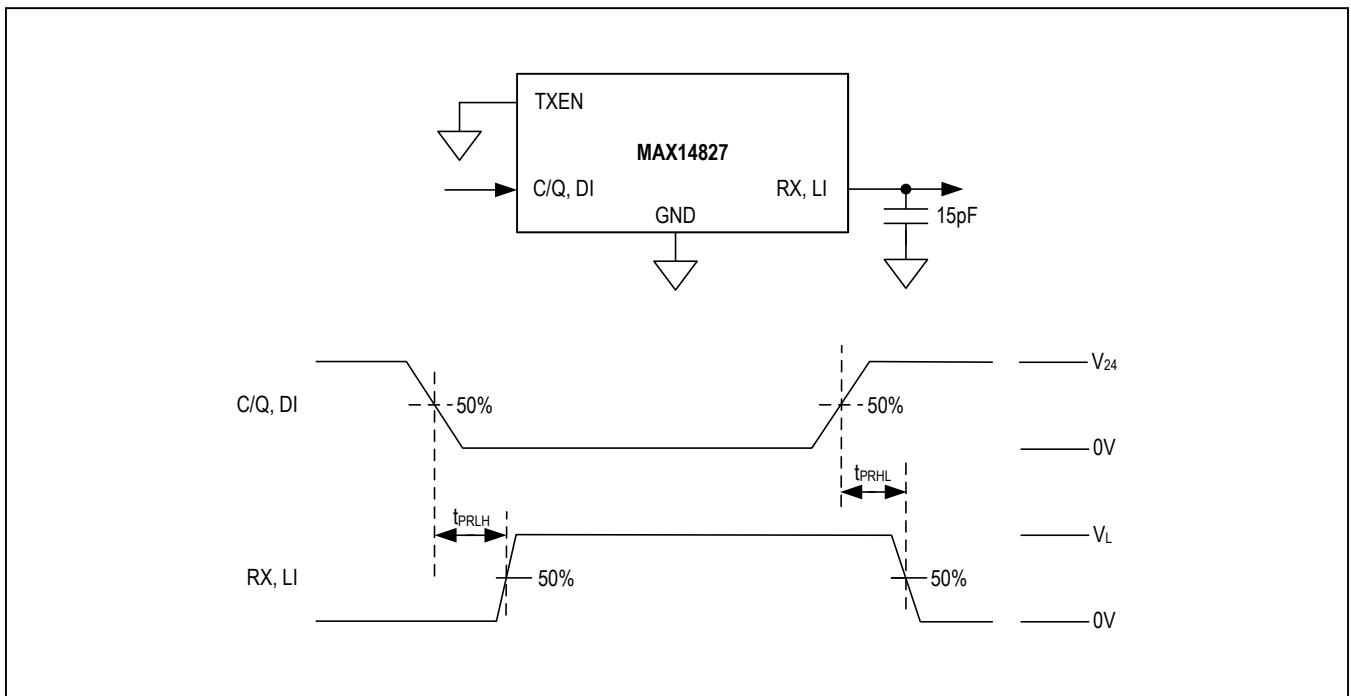 TXEN
MAX14827
C/Q, DI
RX, LI
GND
15pF
V24
C/Q, DI
50%
50%
0V
tPRHL
tPRLH
VL
RX, LI
50%
50%
0V